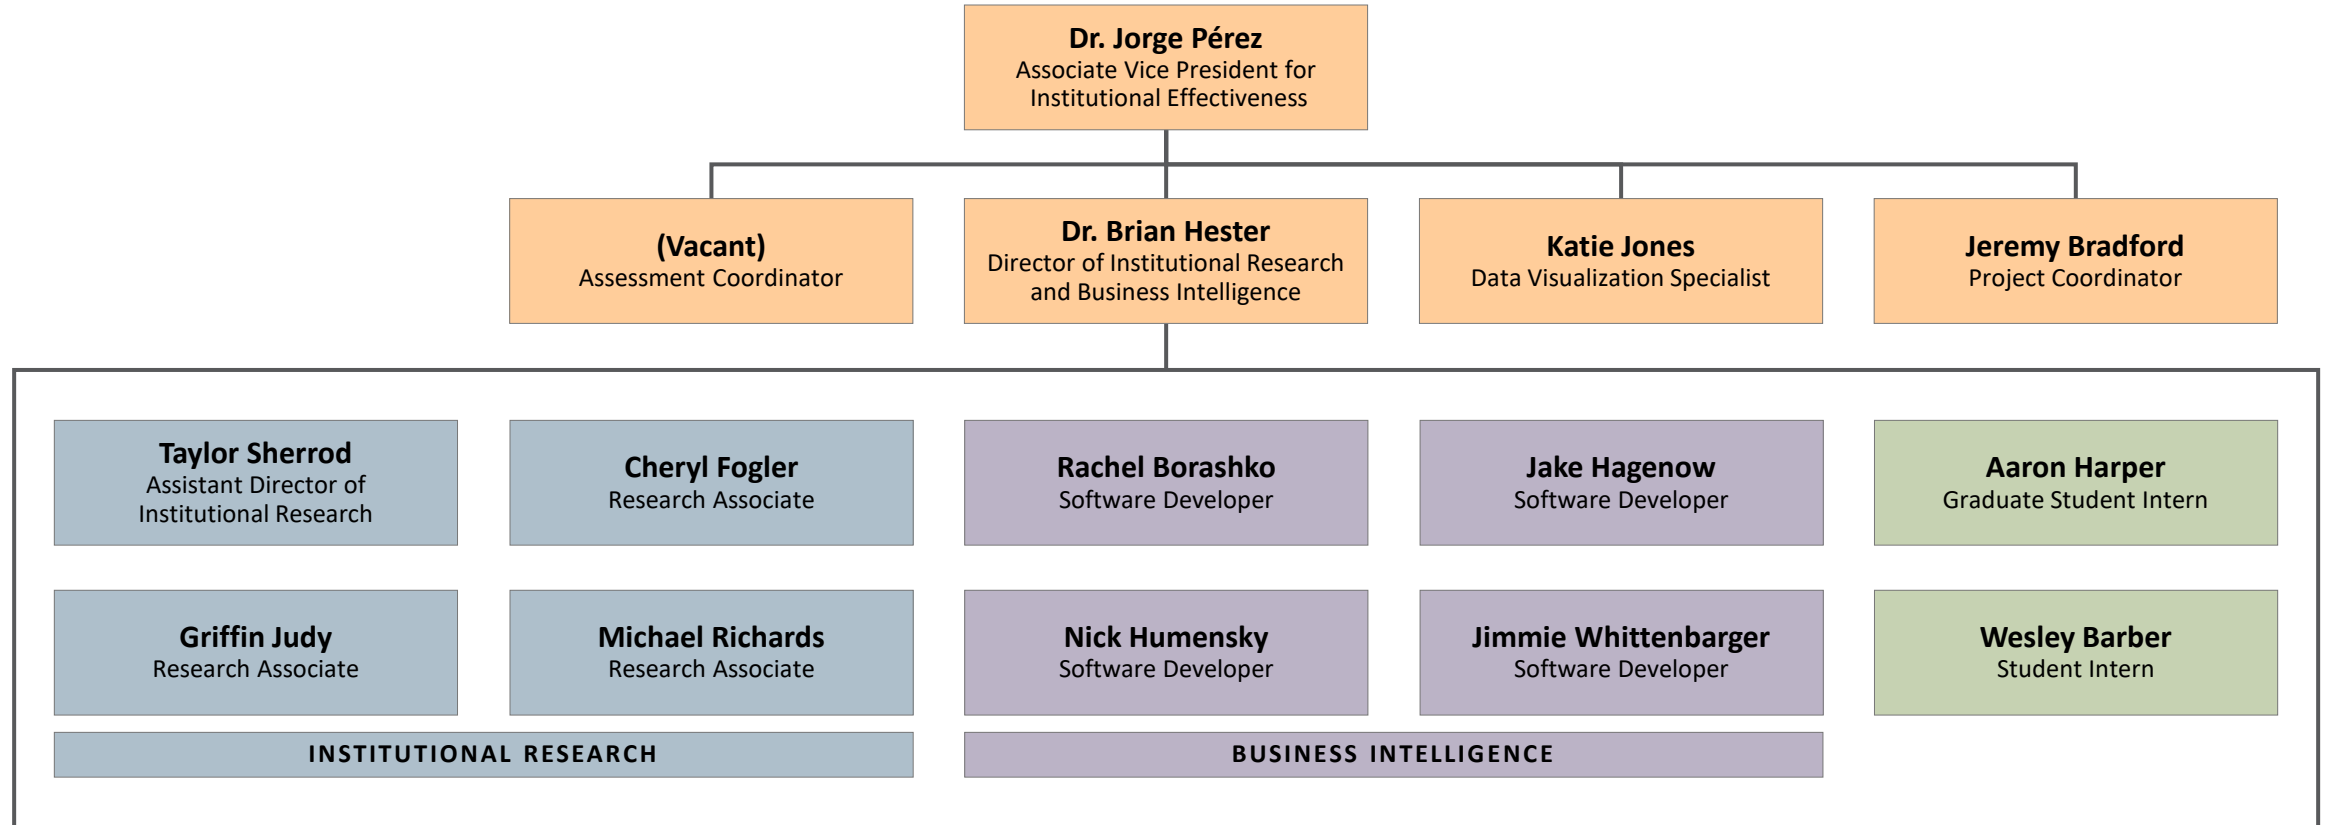 Dr. Jorge Pérez
Associate Vice President for
Institutional Effectiveness
(Vacant)
Assessment Coordinator
Dr. Brian Hester
Director of Institutional Research
and Business Intelligence
Katie Jones
Data Visualization Specialist
Jeremy Bradford
Project Coordinator
Taylor Sherrod
Assistant Director of
Institutional Research
Cheryl Fogler
Research Associate
Rachel Borashko
Software Developer
Jake Hagenow
Software Developer
Aaron Harper
Graduate Student Intern
Griffin Judy
Research Associate
Michael Richards
Research Associate
Nick Humensky
Software Developer
Jimmie Whittenbarger
Software Developer
Wesley Barber
Student Intern
INSTITUTIONAL RESEARCH
BUSINESS INTELLIGENCE